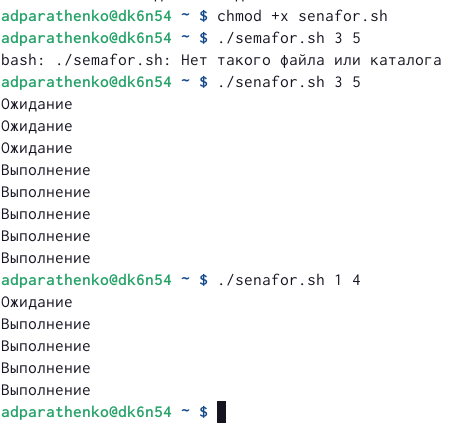 adparathenko@dk6n54 ~ $ chmod +x senafor.sh
adparathenko@dk6n54 ~ $ ./semafor.sh 3 5
bash: ./semafor.sh: Нет такого файла или каталога
adparathenko@dk6n54 ~ $ ./senafor.sh 3 5
Ожидание
Ожидание
Ожидание
Выполнение
Выполнение
Выполнение
Выполнение
Выполнение
adparathenko@dk6n54 ~ $ ./senafor.sh 1 4
Ожидание
Выполнение
Выполнение
Выполнение
Выполнение
adparathenko@dk6n54 ~ $